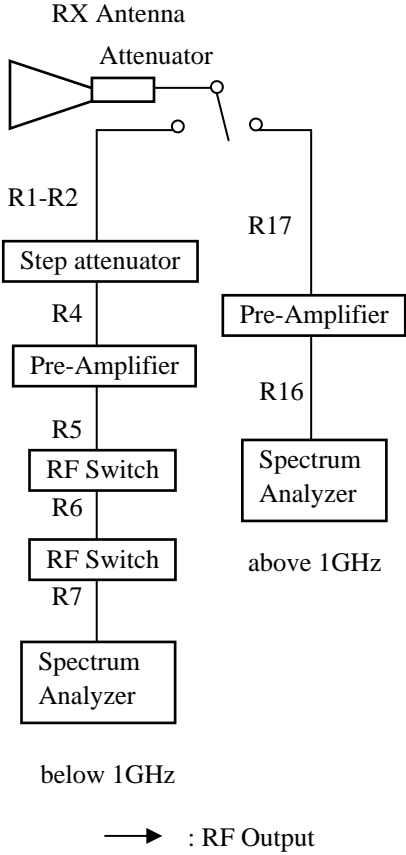 RX Antenna
Attenuator
R1-R2
R17
Step attenuator
R4
Pre-Amplifier
Pre-Amplifier
R16
R5
RF Switch
Spectrum
Analyzer
R6
RF Switch
above 1GHz
R7
Spectrum
Analyzer
below 1GHz
: RF Output